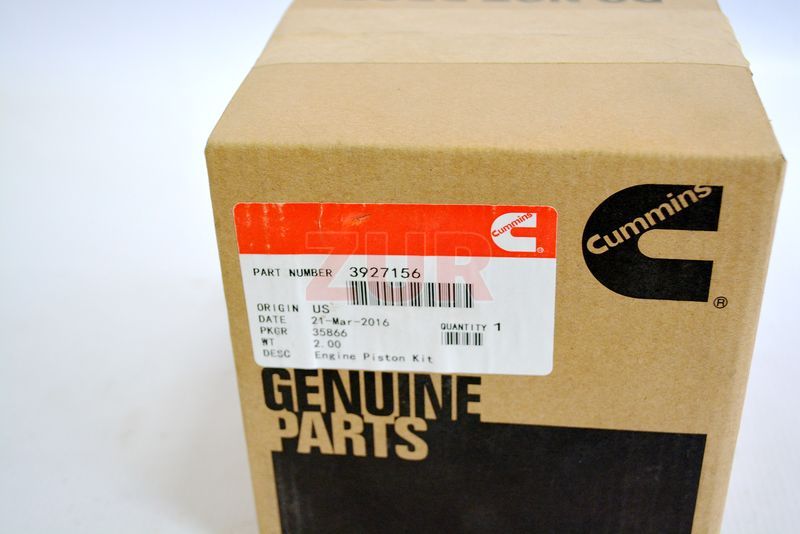 Cummins
®
ZUR
PART NUMBER 3927156
ORIGIN US
DATE 21-Mar-2016
PKGR 35866
WT 2.00
DESC Engine Piston Kit
QUANTITY 1
Cummins
®
GENUINE
PARTS